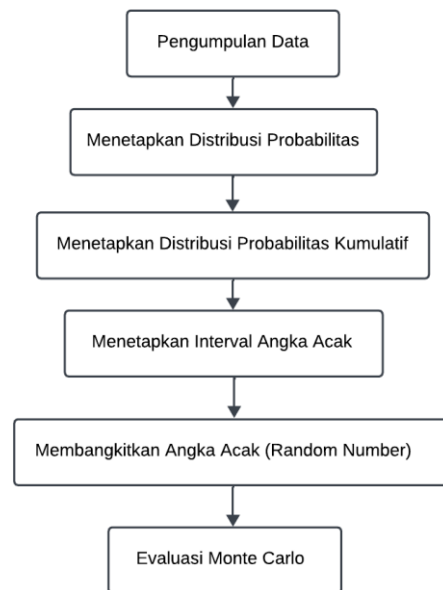 Pengumpulan Data
Menetapkan Distribusi Probabilitas
Menetapkan Distribusi Probabilitas Kumulatif
Menetapkan Interval Angka Acak
Membangkitkan Angka Acak (Random Number)
Evaluasi Monte Carlo